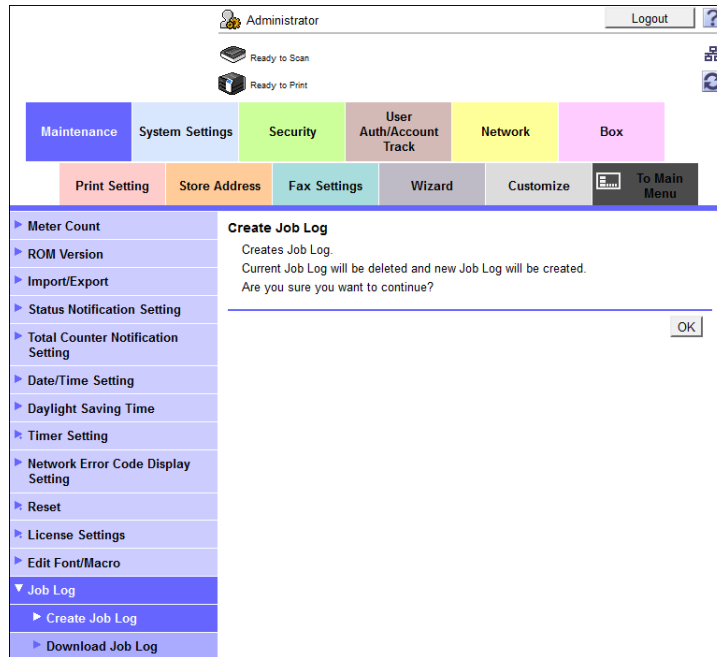 Administrator
Logout
?
Ready to Scan
Ready to Print
Maintenance
System Settings
Security
User
Auth/Account
Track
Network
Box
Print Setting
Store Address
Fax Settings
Wizard
Customize
To Main
Menu
Meter Count
ROM Version
Import/Export
Status Notification Setting
Total Counter Notification
Setting
Date/Time Setting
Daylight Saving Time
Timer Setting
Network Error Code Display
Setting
Reset
License Settings
Edit Font/Macro
Job Log
Create Job Log
Download Job Log
Create Job Log
Creates Job Log.
Current Job Log will be deleted and new Job Log will be created.
Are you sure you want to continue?
OK